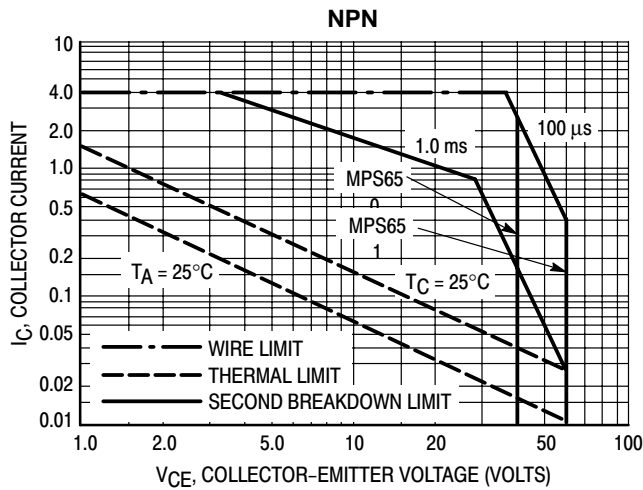 NPN
10
4.0
2.0
1.0
0.5
0.2
0.1
0.05
0.02
0.01
IC, COLLECTOR CURRENT
1.0 ms
100 µs
MPS65
0
MPS65
1
TA = 25°C
TC = 25°C
WIRE LIMIT
THERMAL LIMIT
SECOND BREAKDOWN LIMIT
1.0
2.0
5.0
10
20
50
100
VCE, COLLECTOR–EMITTER VOLTAGE (VOLTS)